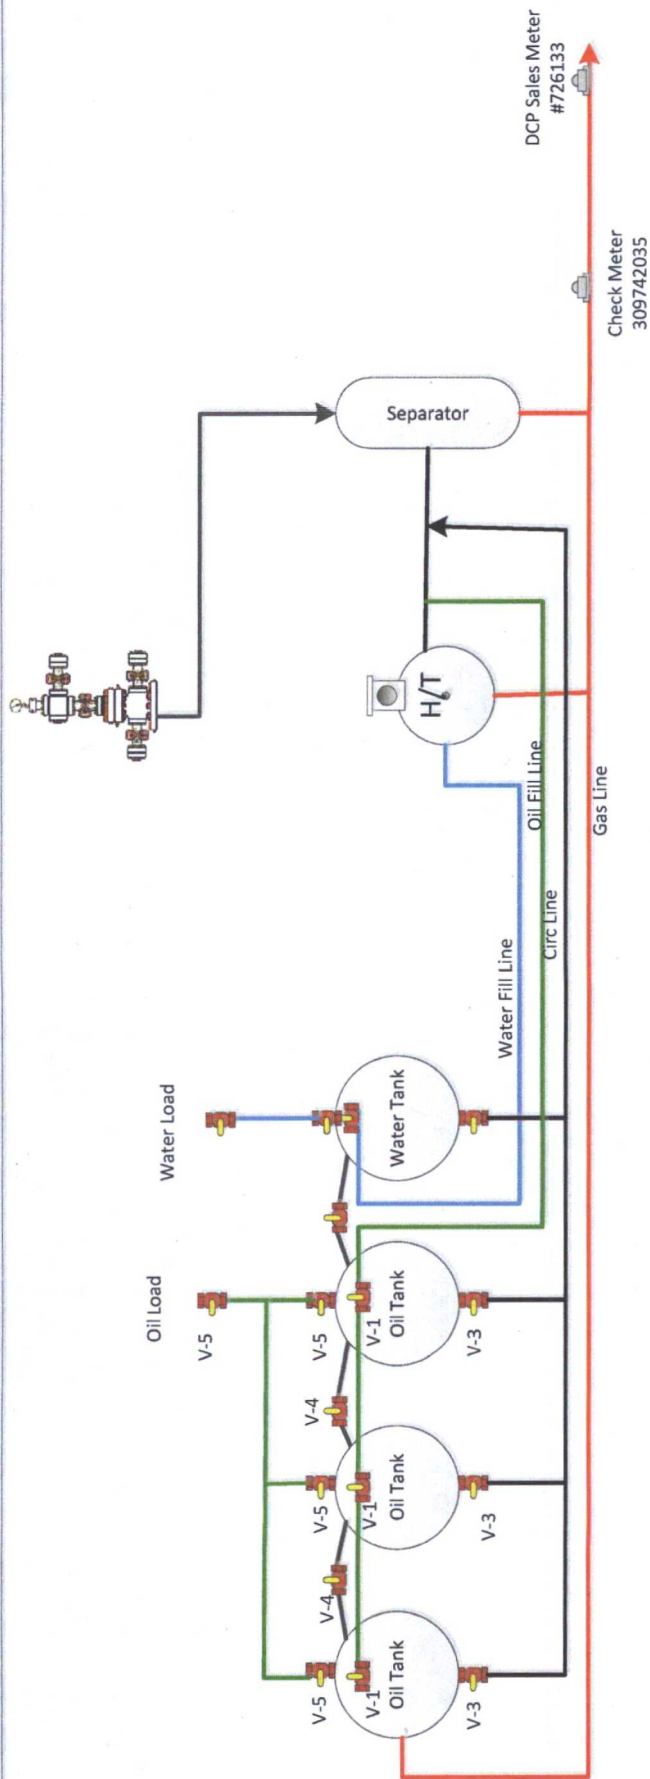 DCP Sales Meter
#726133
Check Meter
309742035
Separator
H/T
Oil Fill Line
Gas Line
Circ Line
Water Fill Line
Water Load
Water Tank
Oil Load
V-5
V-5
V-1
Oil Tank
V-3
V-4
V-5
V-1
Oil Tank
V-3
V-4
V-5
V-1
Oil Tank
V-3